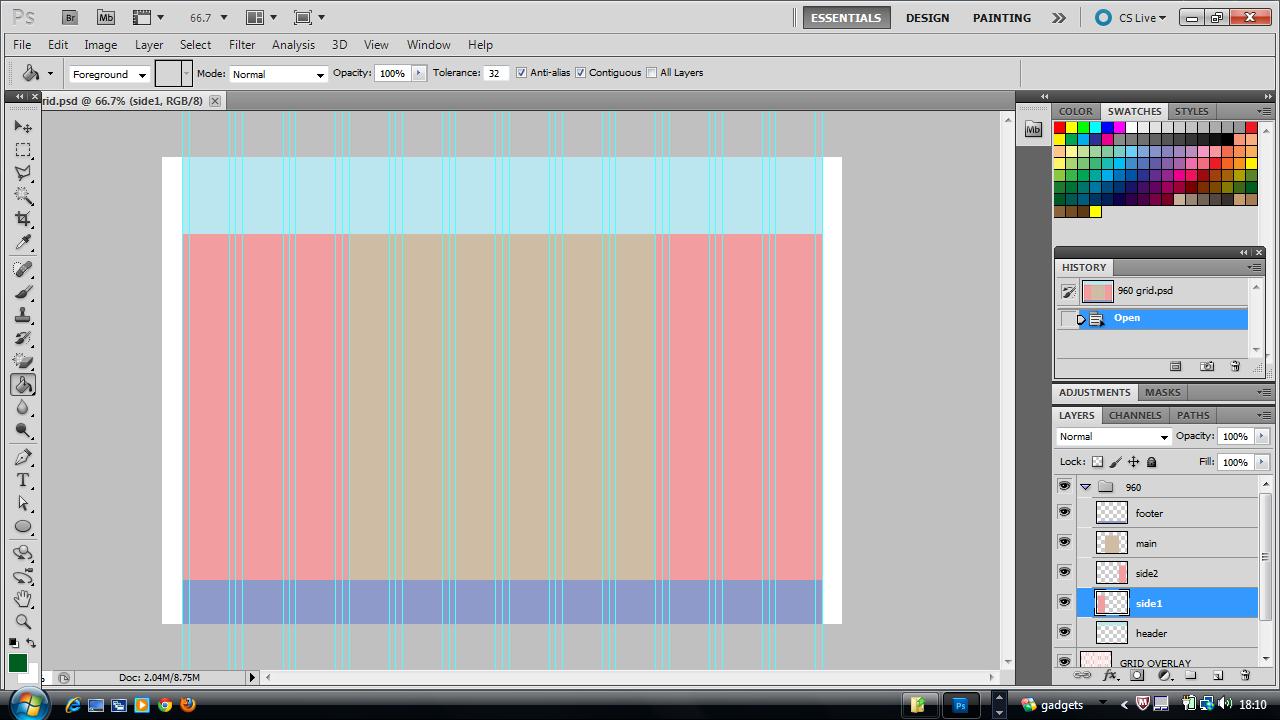 Ps Br Mb 66.7 ESSENTIALS DESIGN PAINTING CS Live
File Edit Image Layer Select Filter Analysis 3D View Window Help
Foreground Mode: Normal Opacity: 100% Tolerance: 32 Anti-alias Contiguous All Layers
rid.psd @ 66.7% (side1, RGB/8)
Mb
COLOR SWATCHES STYLES
HISTORY
960 grid.psd
Open
ADJUSTMENTS MASKS
LAYERS CHANNELS PATHS
Normal Opacity: 100%
Lock: Fill: 100%
960
footer
main
side2
side1
header
GRID OVERLAY
fx
T
Doc: 2.04M/8.75M
Ps gadgets 18:10